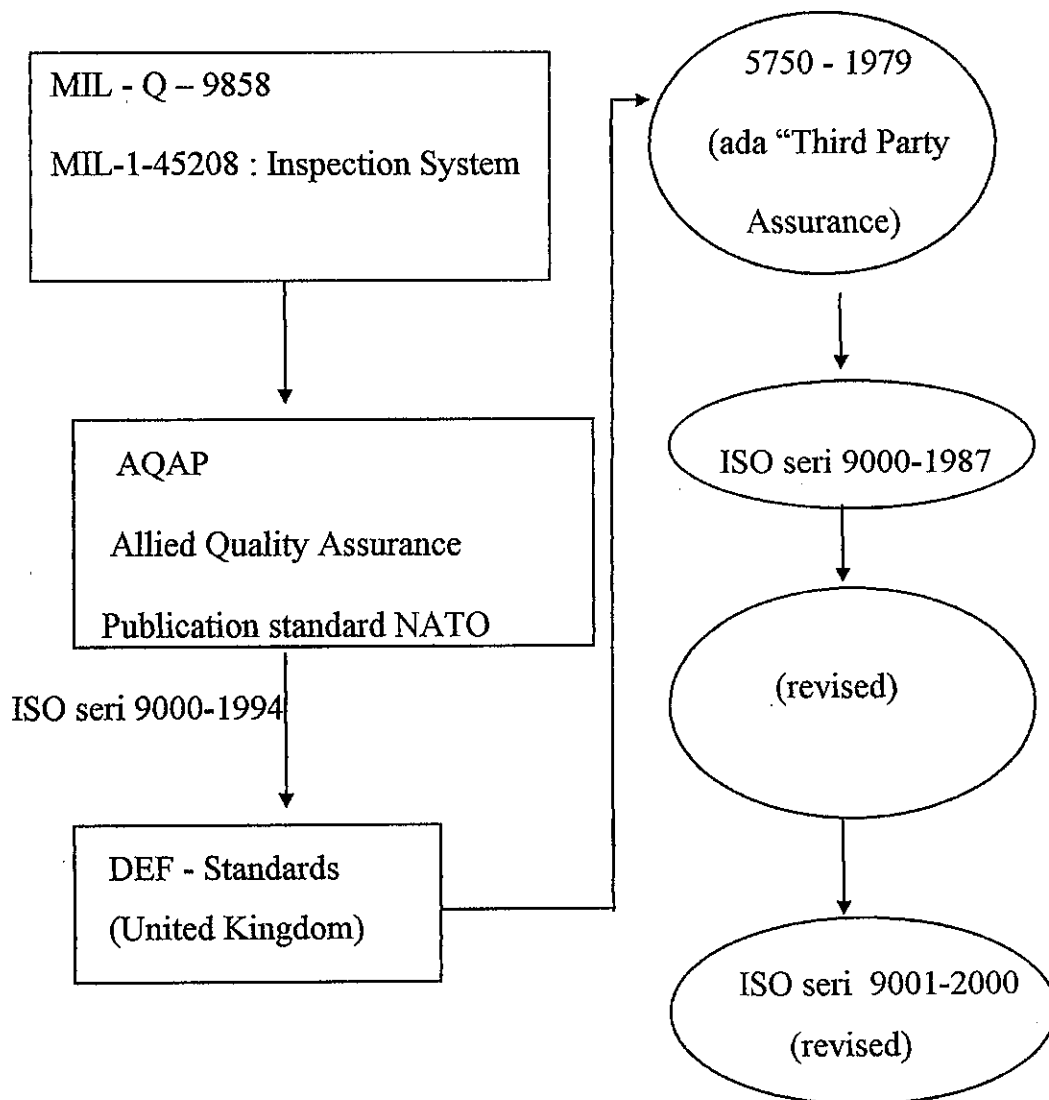 MIL - Q – 9858
MIL-1-45208 : Inspection System
AQAP
Allied Quality Assurance
Publication standard NATO
ISO seri 9000-1994
DEF - Standards
(United Kingdom)
5750 - 1979
(ada “Third Party
Assurance)
ISO seri 9000-1987
(revised)
ISO seri 9001-2000
(revised)